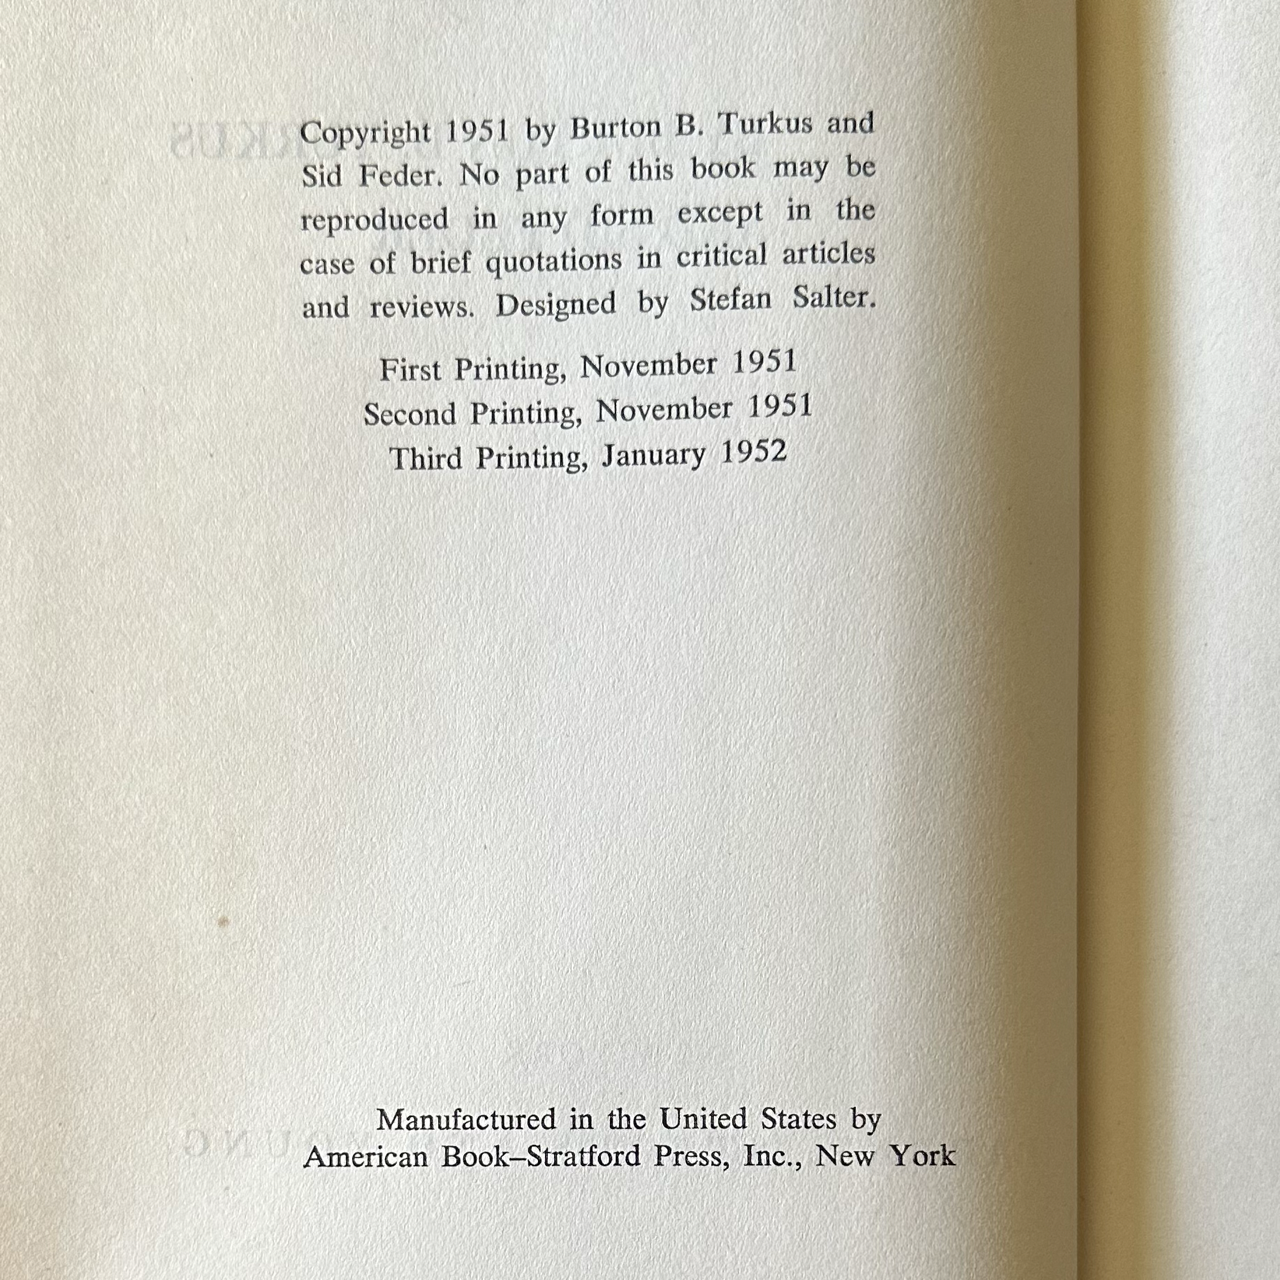 Copyright 1951 by Burton B. Turkus and
Sid Feder. No part of this book may be
reproduced in any form except in the
case of brief quotations in critical articles
and reviews. Designed by Stefan Salter.
First Printing, November 1951
Second Printing, November 1951
Third Printing, January 1952
Manufactured in the United States by
American Book–Stratford Press, Inc., New York